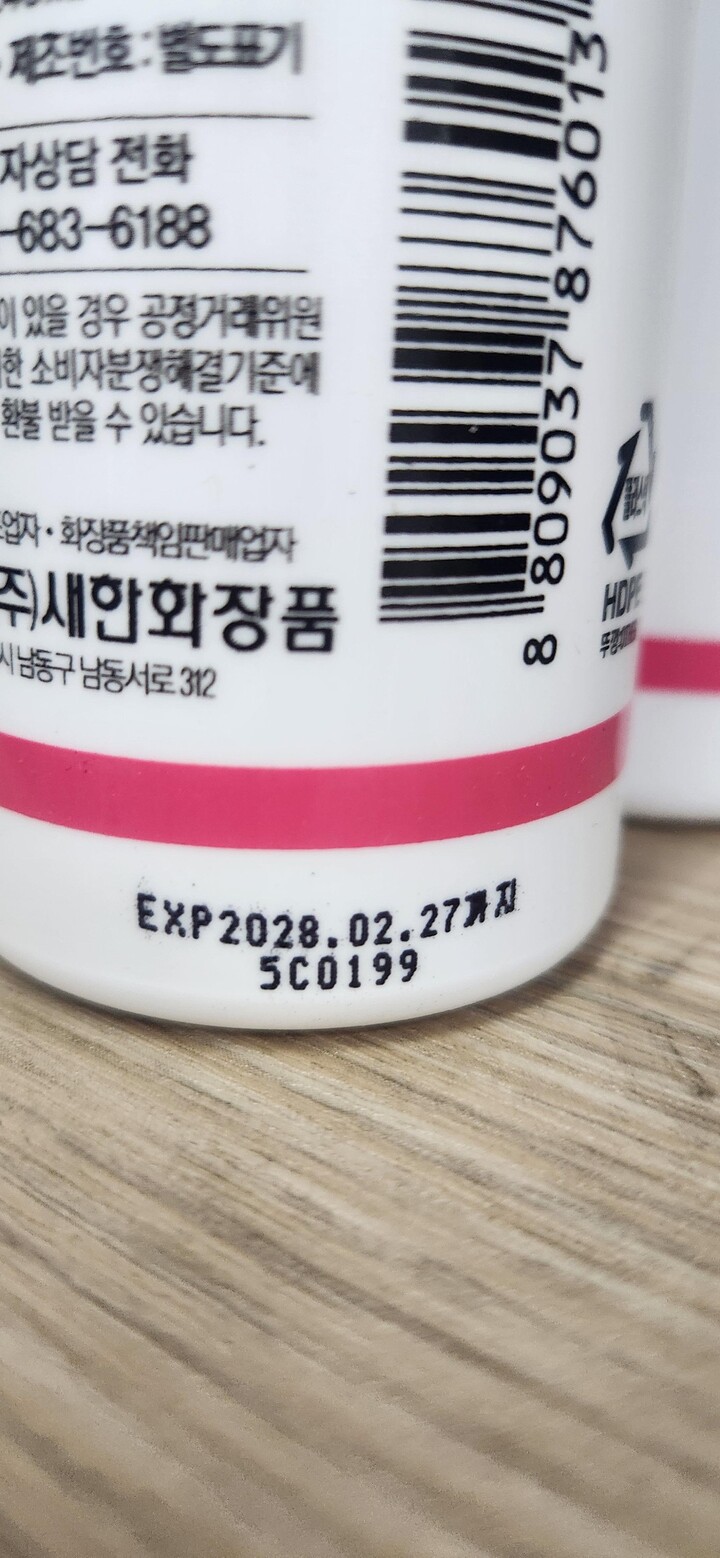 제조번호 : 별도표기
자상담 전화
-683-6188
이 있을 경우 공정거래위원
한 소비자분쟁해결기준에
환불 받을 수 있습니다.
업자 • 화장품책임판매업자
주)새한화장품
시 남동구 남동서로 312
8 809037 876013
HDPE
EXP2028.02.27까지
5C0199